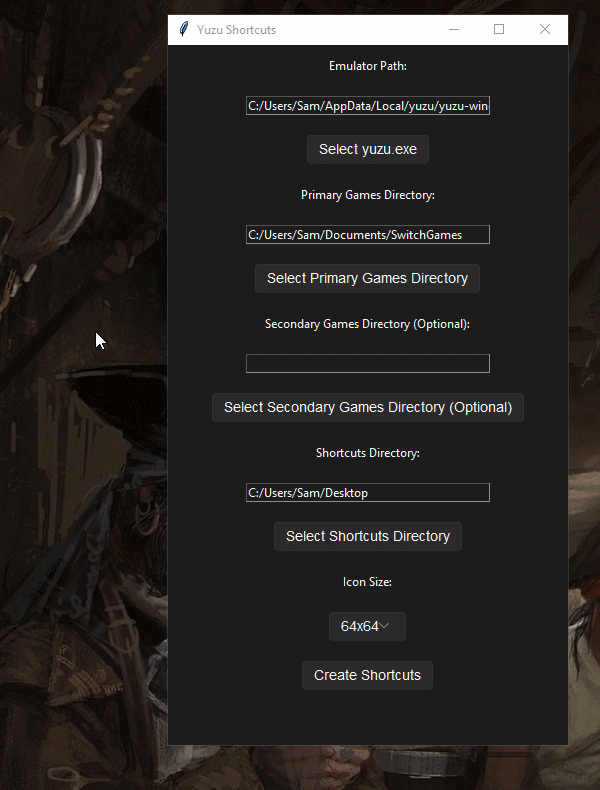 Yuzu Shortcuts
Emulator Path:
C:/Users/Sam/AppData/Local/yuzu/yuzu-win
Select yuzu.exe
Primary Games Directory:
C:/Users/Sam/Documents/SwitchGames
Select Primary Games Directory
Secondary Games Directory (Optional):
Select Secondary Games Directory (Optional)
Shortcuts Directory:
C:/Users/Sam/Desktop
Select Shortcuts Directory
Icon Size:
64x64
Create Shortcuts